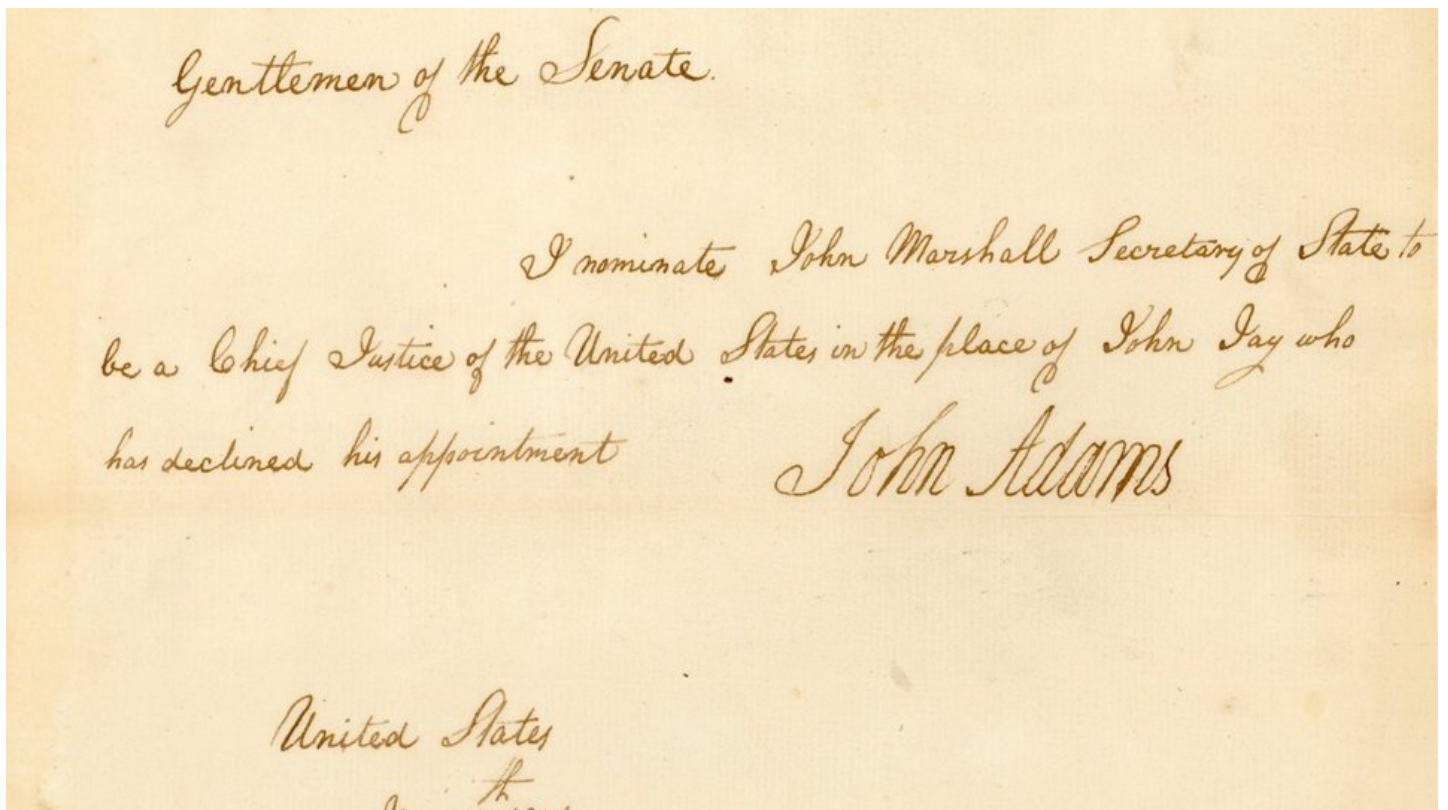 Gentlemen of the Senate.
I nominate John Marshall Secretary of State to
be a Chief Justice of the United States in the place of John Jay who
has declined his appointment
John Adams
United States
th